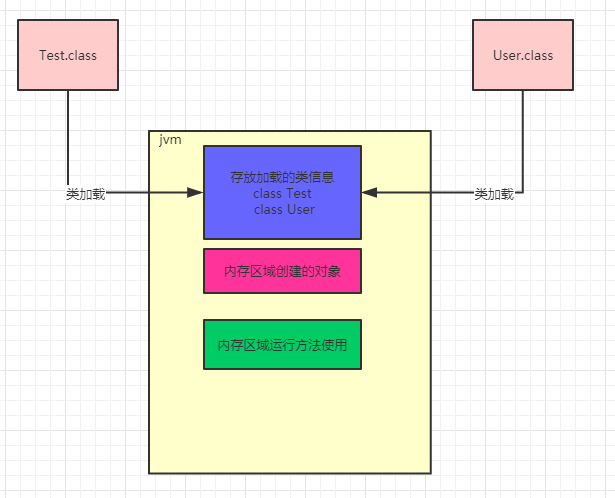 Test.class
User.class
jvm
存放加载的类信息
class Test
class User
类加载
类加载
内存区域创建的对象
内存区域运行方法使用